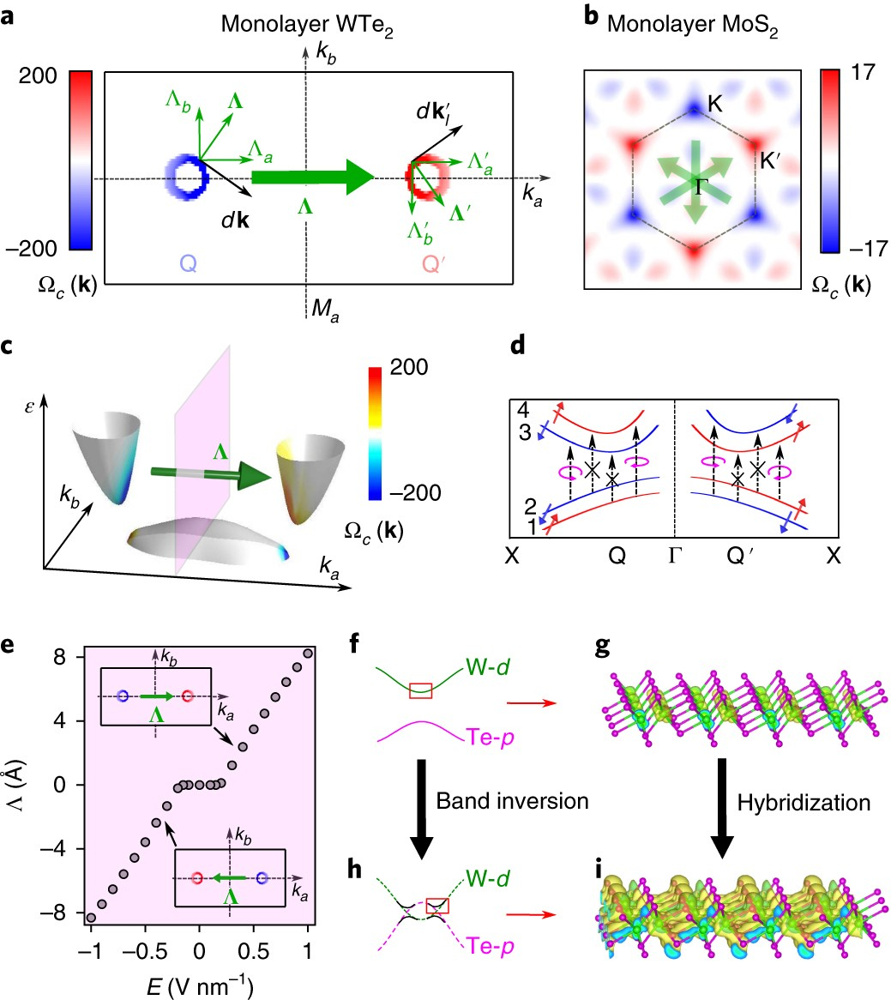 a
Monolayer WTe2
200
−200
Ωc (k)
kb
ka
Ma
Λb
Λ
Λa
dk
Λ
dk′l
Λ′a
Λ′
Λ′b
Q
Q′
b
Monolayer MoS2
K
K′
Γ
17
−17
Ωc (k)
c
ε
kb
ka
Λ
200
−200
Ωc (k)
d
4
3
2
1
X
Q
Γ
Q′
X
e
Λ (Å)
8
4
0
−4
−8
−1
−0.5
0
0.5
1
E (V nm−1)
kb
ka
Λ
kb
ka
Λ
f
W-d
Te-p
Band inversion
g
Hybridization
h
W-d
Te-p
i